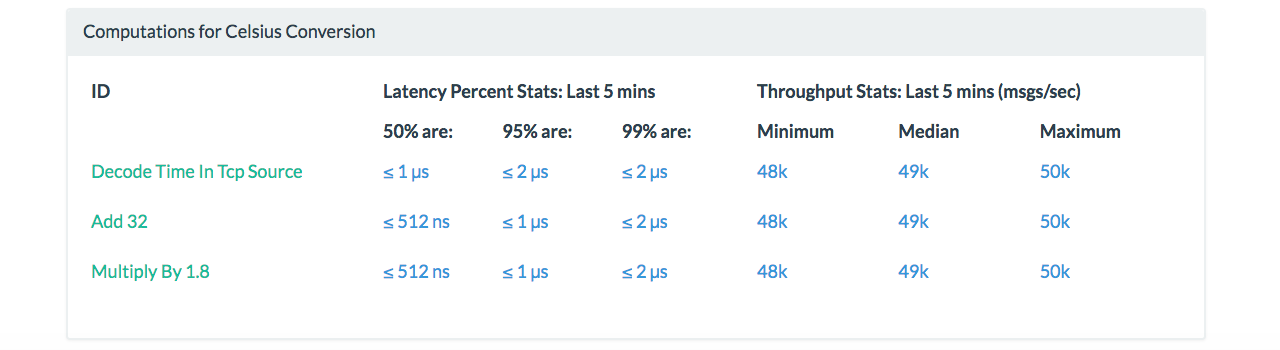 Computations for Celsius Conversion
ID Latency Percent Stats: Last 5 mins Throughput Stats: Last 5 mins (msgs/sec)
50% are: 95% are: 99% are: Minimum Median Maximum
Decode Time In Tcp Source ≤ 1 μs ≤ 2 μs ≤ 2 μs 48k 49k 50k
Add 32 ≤ 512 ns ≤ 1 μs ≤ 2 μs 48k 49k 50k
Multiply By 1.8 ≤ 512 ns ≤ 1 μs ≤ 2 μs 48k 49k 50k